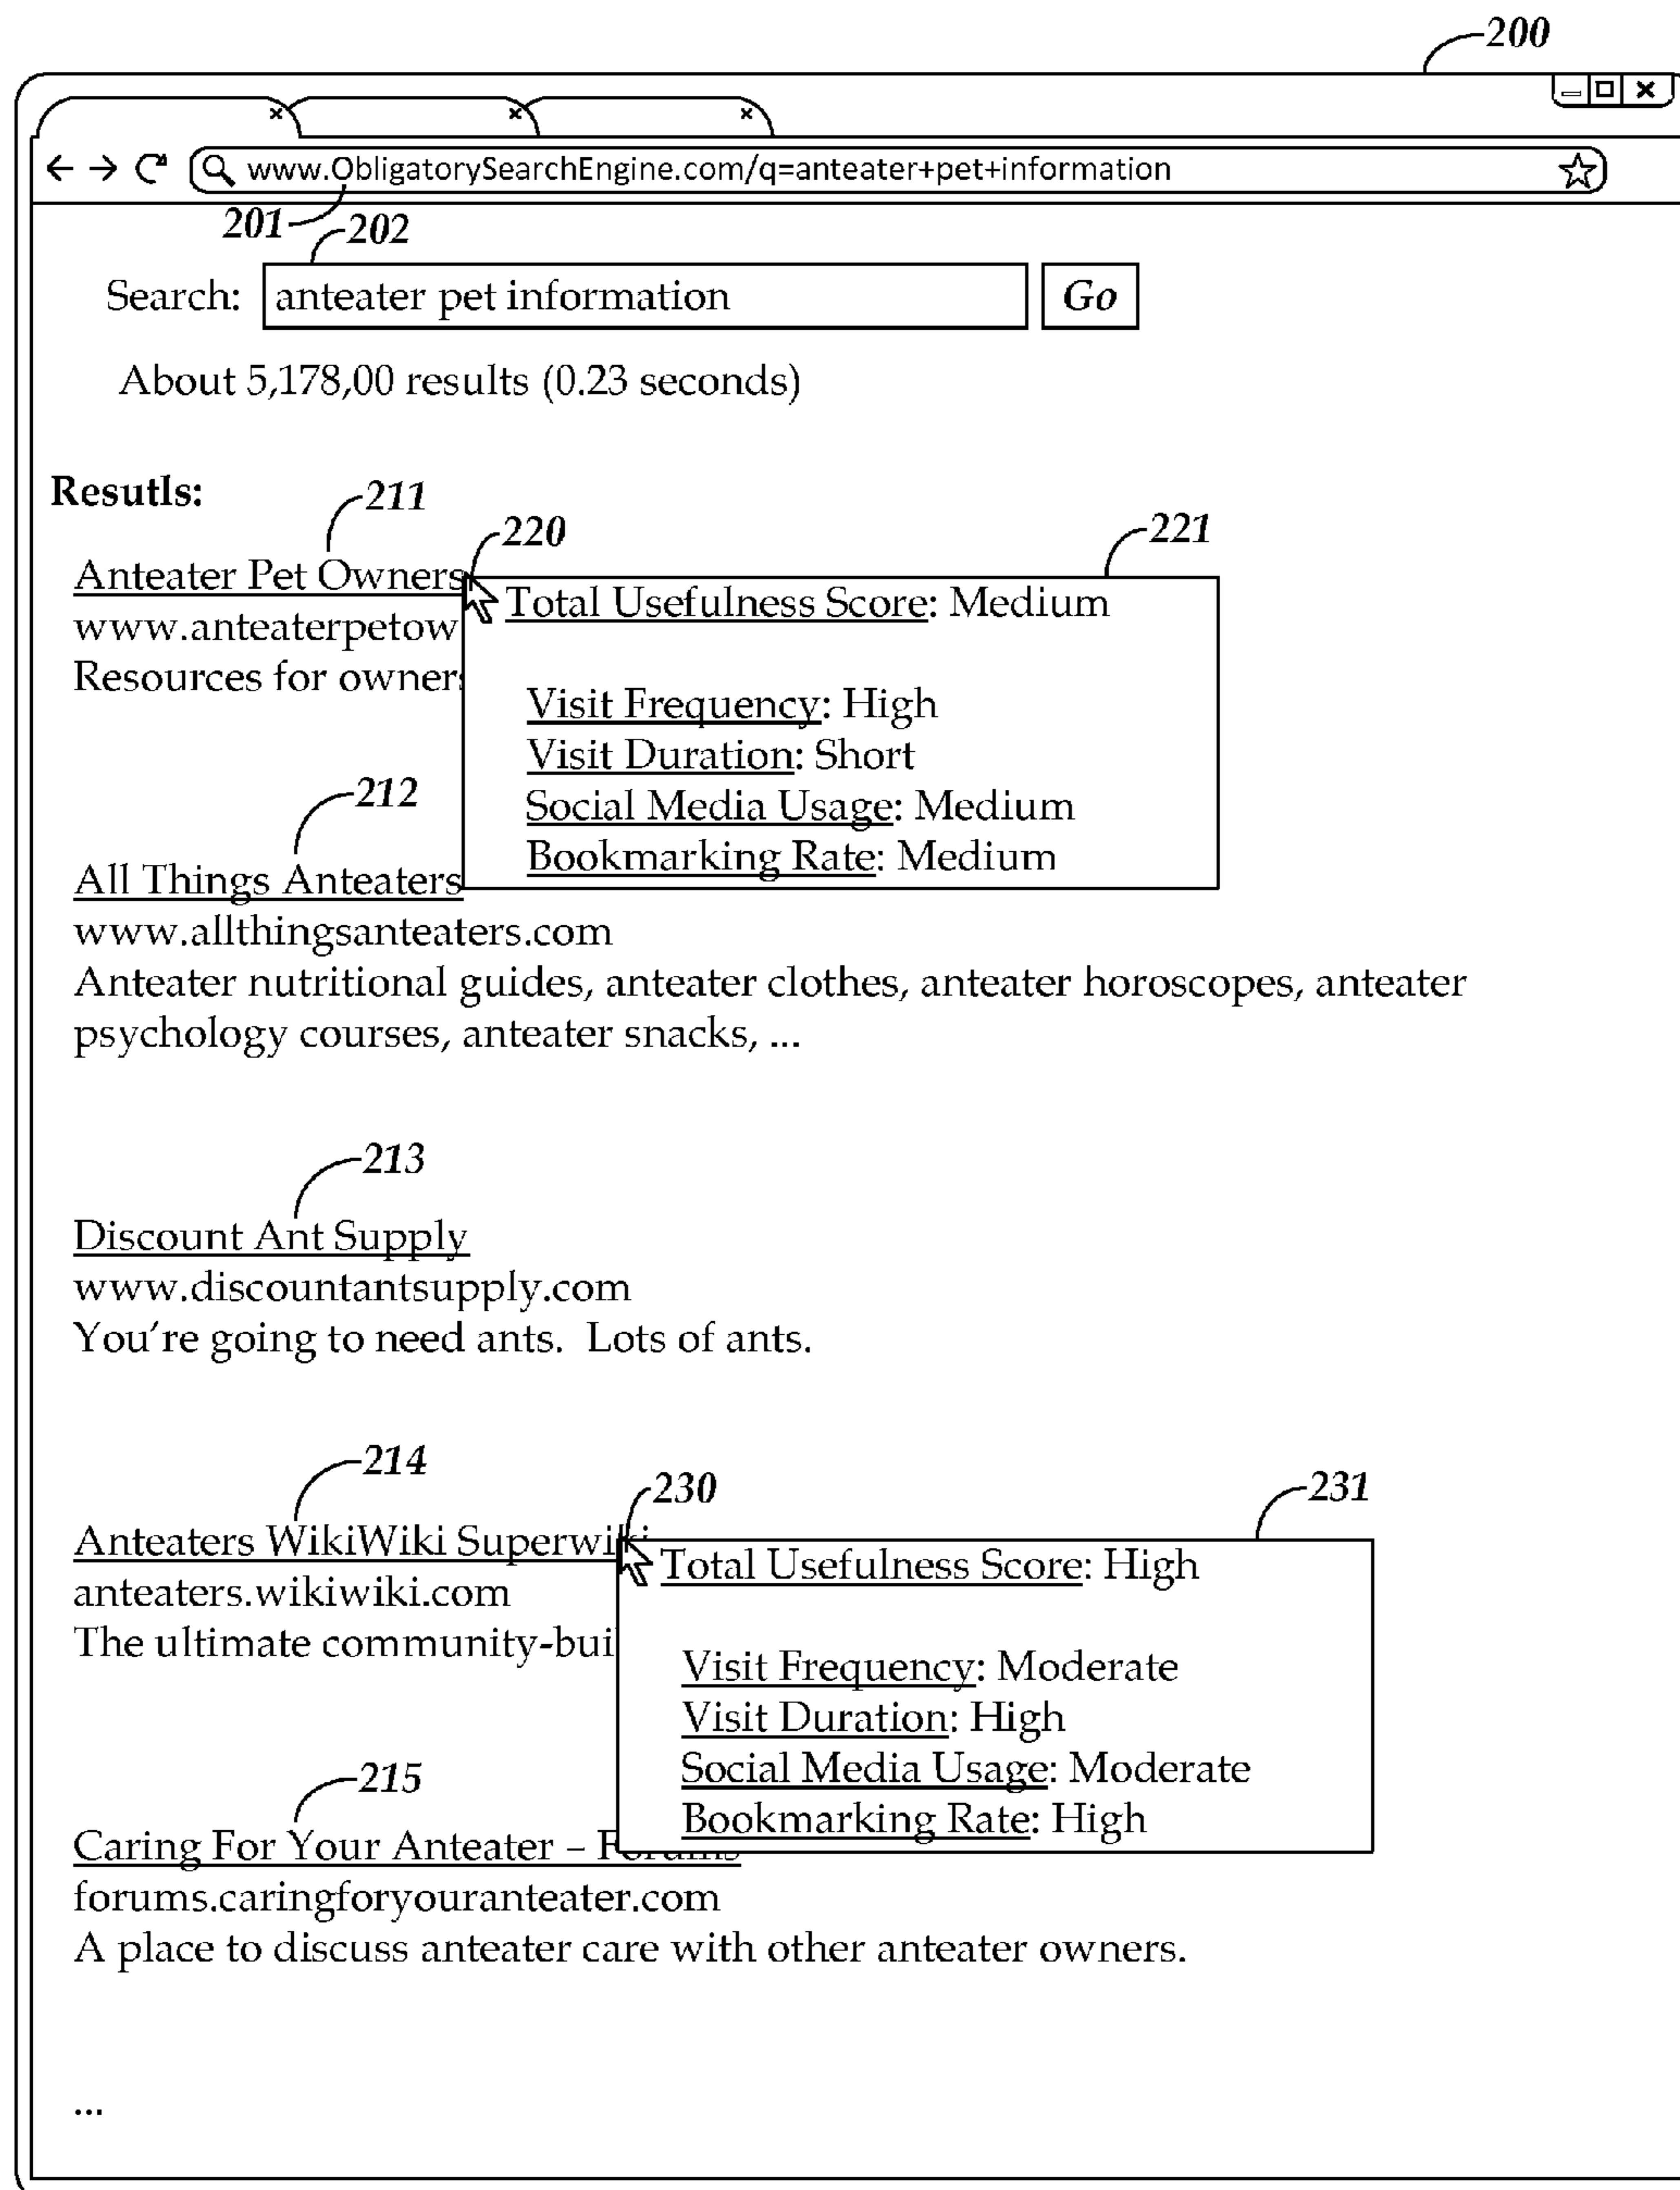 200
www.ObligatorySearchEngine.com/q=anteater+pet+information
201
202
Search: anteater pet information Go
About 5,178,00 results (0.23 seconds)
Resutls:
211
220
221
Anteater Pet Owners
www.anteaterpetow
Resources for owners
Total Usefulness Score: Medium
Visit Frequency: High
Visit Duration: Short
Social Media Usage: Medium
Bookmarking Rate: Medium
212
All Things Anteaters
www.allthingsanteaters.com
Anteater nutritional guides, anteater clothes, anteater horoscopes, anteater
psychology courses, anteater snacks, ...
213
Discount Ant Supply
www.discountantsupply.com
You're going to need ants. Lots of ants.
214
230
231
Anteaters WikiWiki Superwiki
anteaters.wikiwiki.com
The ultimate community-buil
Total Usefulness Score: High
Visit Frequency: Moderate
Visit Duration: High
Social Media Usage: Moderate
Bookmarking Rate: High
215
Caring For Your Anteater – Forums
forums.caringforyouranteater.com
A place to discuss anteater care with other anteater owners.
...